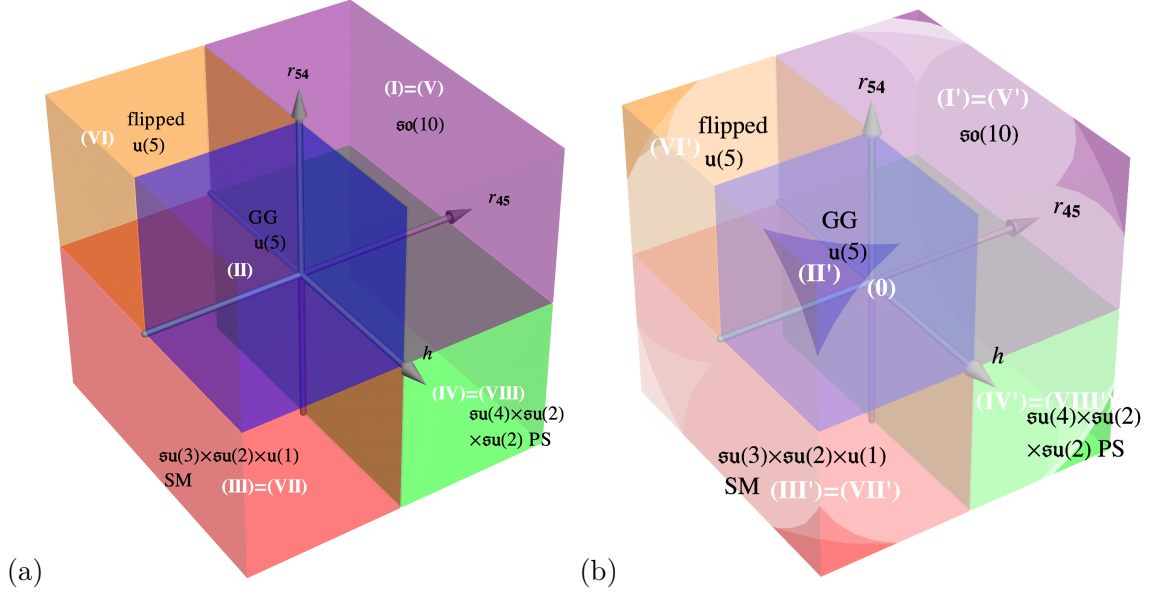 r₅₄
(I)=(V)
𝔰𝔬(10)
flipped
(VI)
𝔲(5)
r₄₅
GG
𝔲(5)
(II)
h
(IV)=(VIII)
𝔰𝔲(4)×𝔰𝔲(2)
×𝔰𝔲(2) PS
𝔰𝔲(3)×𝔰𝔲(2)×𝔲(1)
SM
(III)=(VII)
(a)
r₅₄
(I')=(V')
𝔰𝔬(10)
flipped
(VI')
𝔲(5)
r₄₅
GG
𝔲(5)
(II')
(0)
h
(IV')=(VIII')
𝔰𝔲(4)×𝔰𝔲(2)
×𝔰𝔲(2) PS
𝔰𝔲(3)×𝔰𝔲(2)×𝔲(1)
SM
(III')=(VII')
(b)